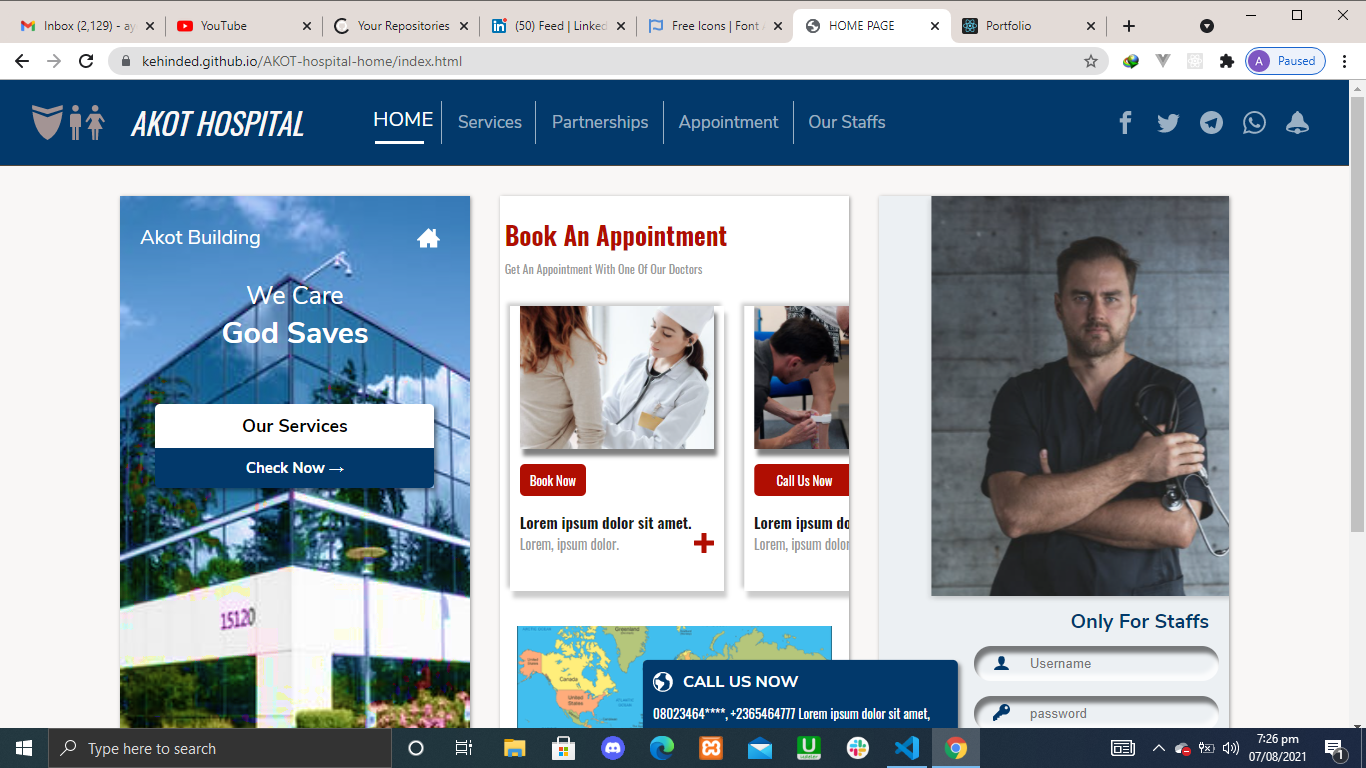 Inbox (2,129) - ay
YouTube
Your Repositories
(50) Feed | Linked
Free Icons | Font A
HOME PAGE
Portfolio
kehinded.github.io/AKOT-hospital-home/index.html
A Paused
AKOT HOSPITAL
HOME
Services
Partnerships
Appointment
Our Staffs
Akot Building
We Care
God Saves
Our Services
Check Now →
15120
Book An Appointment
Get An Appointment With One Of Our Doctors
Book Now
Call Us Now
Lorem ipsum dolor sit amet.
Lorem, ipsum dolor.
Lorem ipsum do
Lorem, ipsum dolor
Greenland
Canada
United
States
CALL US NOW
08023464****, +2365464777 Lorem ipsum dolor sit amet,
Only For Staffs
Username
password
Type here to search
7:26 pm
07/08/2021
1